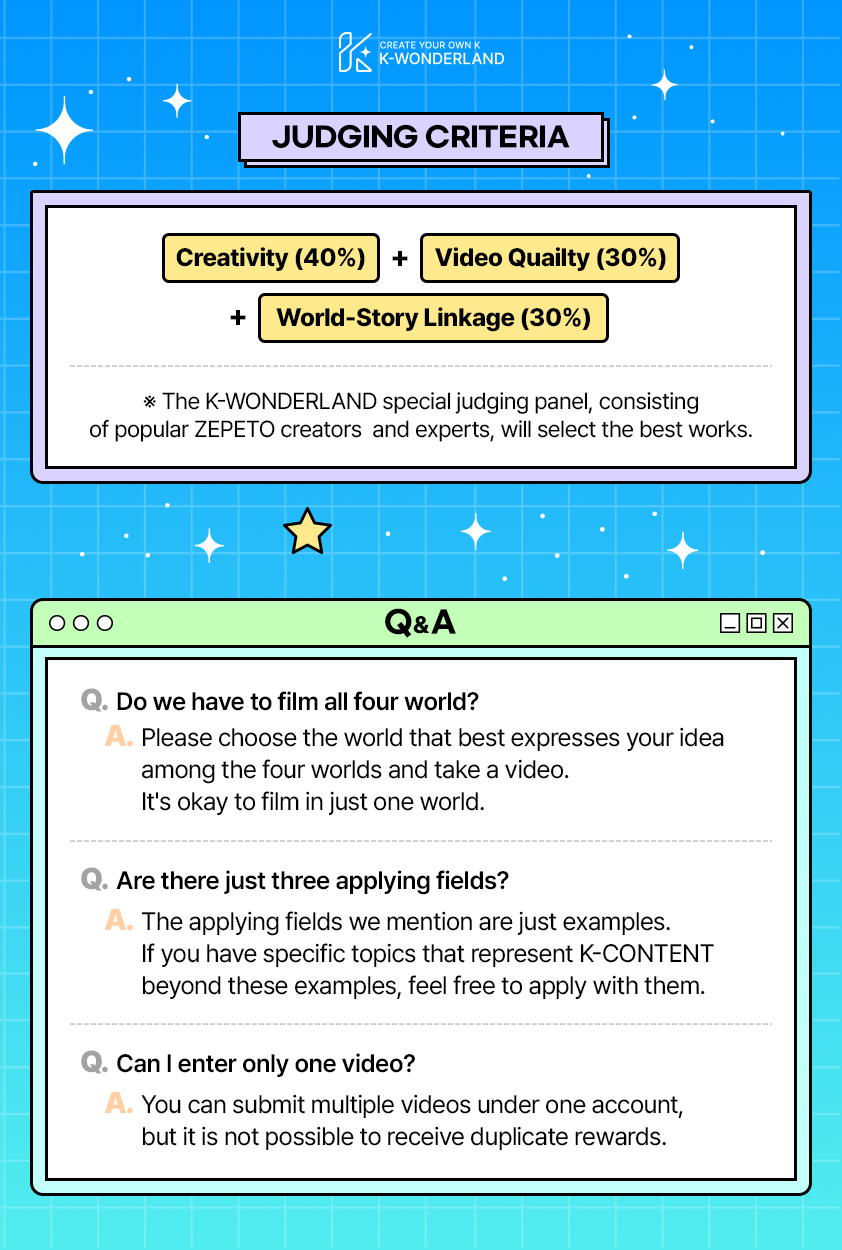 CREATE YOUR OWN K
K-WONDERLAND
JUDGING CRITERIA
Creativity (40%) + Video Quailty (30%)
+ World-Story Linkage (30%)
※ The K-WONDERLAND special judging panel, consisting
of popular ZEPETO creators and experts, will select the best works.
Q&A
Q. Do we have to film all four world?
A. Please choose the world that best expresses your idea
among the four worlds and take a video.
It's okay to film in just one world.
Q. Are there just three applying fields?
A. The applying fields we mention are just examples.
If you have specific topics that represent K-CONTENT
beyond these examples, feel free to apply with them.
Q. Can I enter only one video?
A. You can submit multiple videos under one account,
but it is not possible to receive duplicate rewards.